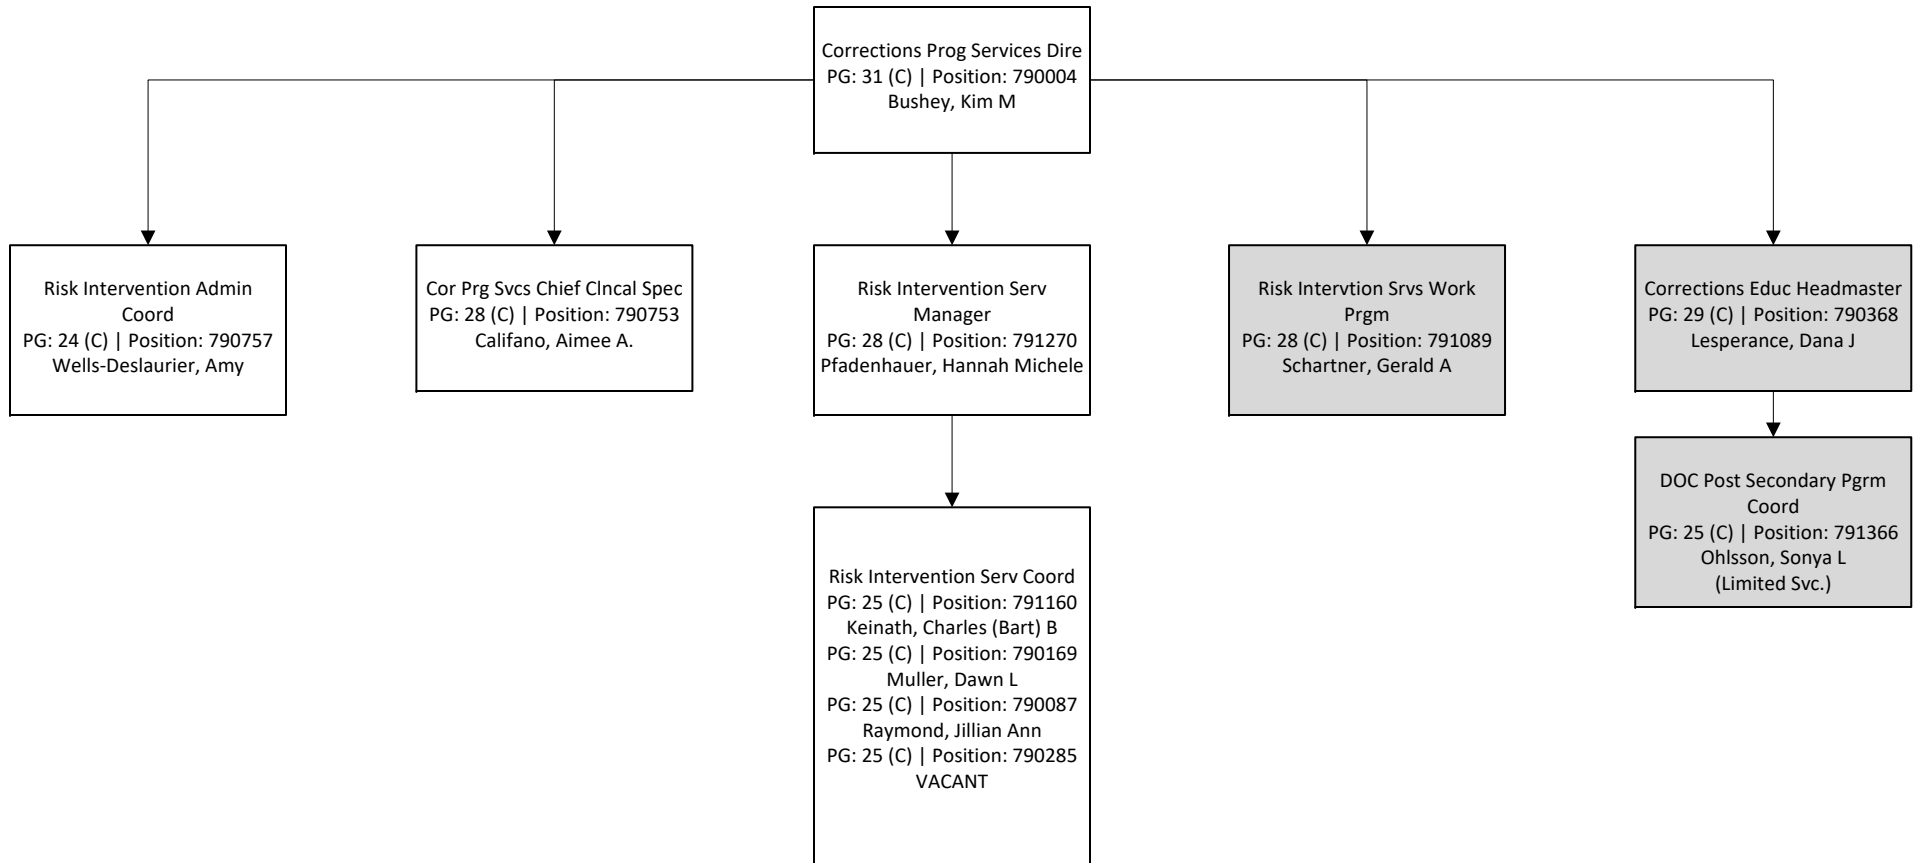 Corrections Prog Services Dire
PG: 31 (C) | Position: 790004
Bushey, Kim M
Risk Intervention Admin
Coord
PG: 24 (C) | Position: 790757
Wells-Deslaurier, Amy
Cor Prg Svcs Chief Clncal Spec
PG: 28 (C) | Position: 790753
Califano, Aimee A.
Risk Intervention Serv
Manager
PG: 28 (C) | Position: 791270
Pfadenhauer, Hannah Michele
Risk Intervtion Srvs Work
Prgm
PG: 28 (C) | Position: 791089
Schartner, Gerald A
Corrections Educ Headmaster
PG: 29 (C) | Position: 790368
Lesperance, Dana J
Risk Intervention Serv Coord
PG: 25 (C) | Position: 791160
Keinath, Charles (Bart) B
PG: 25 (C) | Position: 790169
Muller, Dawn L
PG: 25 (C) | Position: 790087
Raymond, Jillian Ann
PG: 25 (C) | Position: 790285
VACANT
DOC Post Secondary Pgrm
Coord
PG: 25 (C) | Position: 791366
Ohlsson, Sonya L
(Limited Svc.)